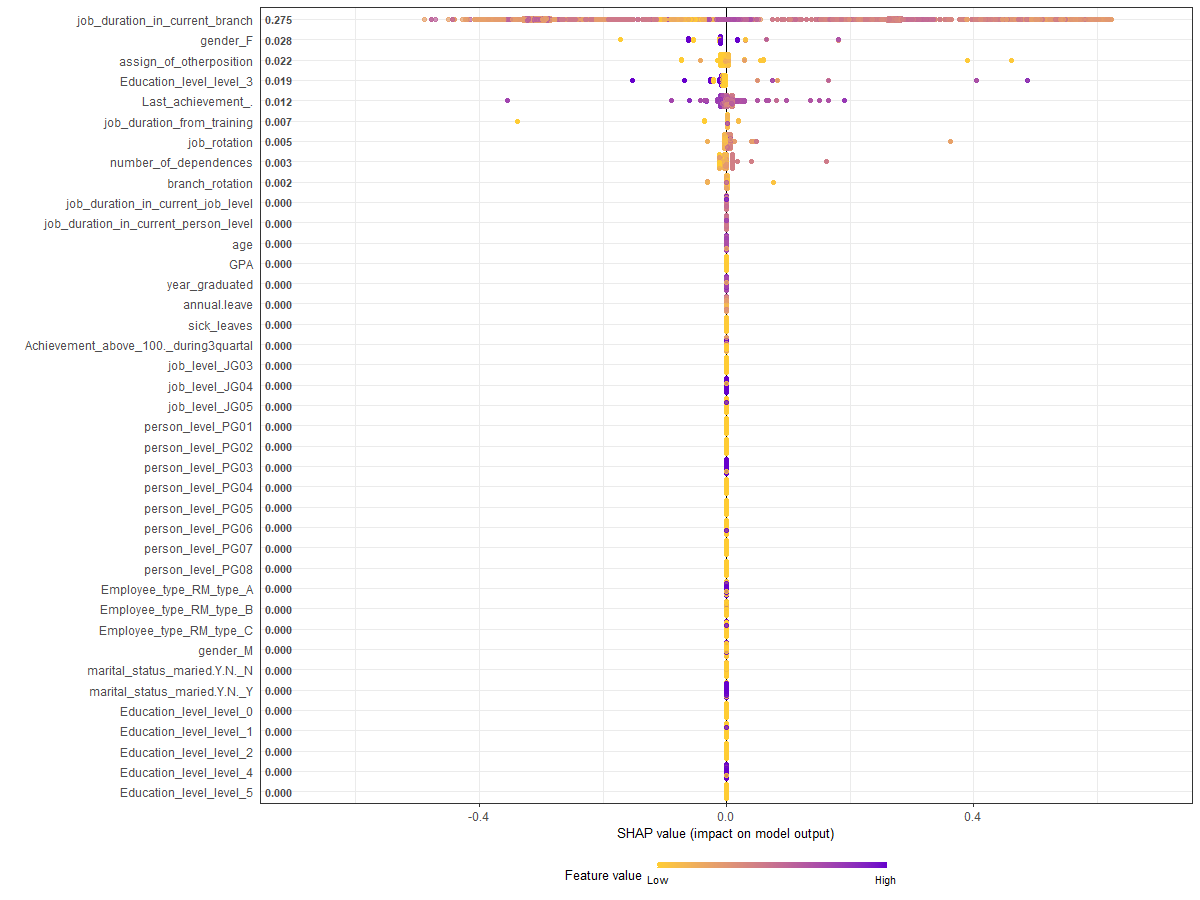 job_duration_in_current_branch 0.275
gender_F 0.028
assign_of_otherposition 0.022
Education_level_level_3 0.019
Last_achievement_. 0.012
job_duration_from_training 0.007
job_rotation 0.005
number_of_dependences 0.003
branch_rotation 0.002
job_duration_in_current_job_level 0.000
job_duration_in_current_person_level 0.000
age 0.000
GPA 0.000
year_graduated 0.000
annual.leave 0.000
sick_leaves 0.000
Achievement_above_100._during3quartal 0.000
job_level_JG03 0.000
job_level_JG04 0.000
job_level_JG05 0.000
person_level_PG01 0.000
person_level_PG02 0.000
person_level_PG03 0.000
person_level_PG04 0.000
person_level_PG05 0.000
person_level_PG06 0.000
person_level_PG07 0.000
person_level_PG08 0.000
Employee_type_RM_type_A 0.000
Employee_type_RM_type_B 0.000
Employee_type_RM_type_C 0.000
gender_M 0.000
marital_status_maried.Y.N._N 0.000
marital_status_maried.Y.N._Y 0.000
Education_level_level_0 0.000
Education_level_level_1 0.000
Education_level_level_2 0.000
Education_level_level_4 0.000
Education_level_level_5 0.000
-0.4 0.0 0.4
SHAP value (impact on model output)
Feature value Low High